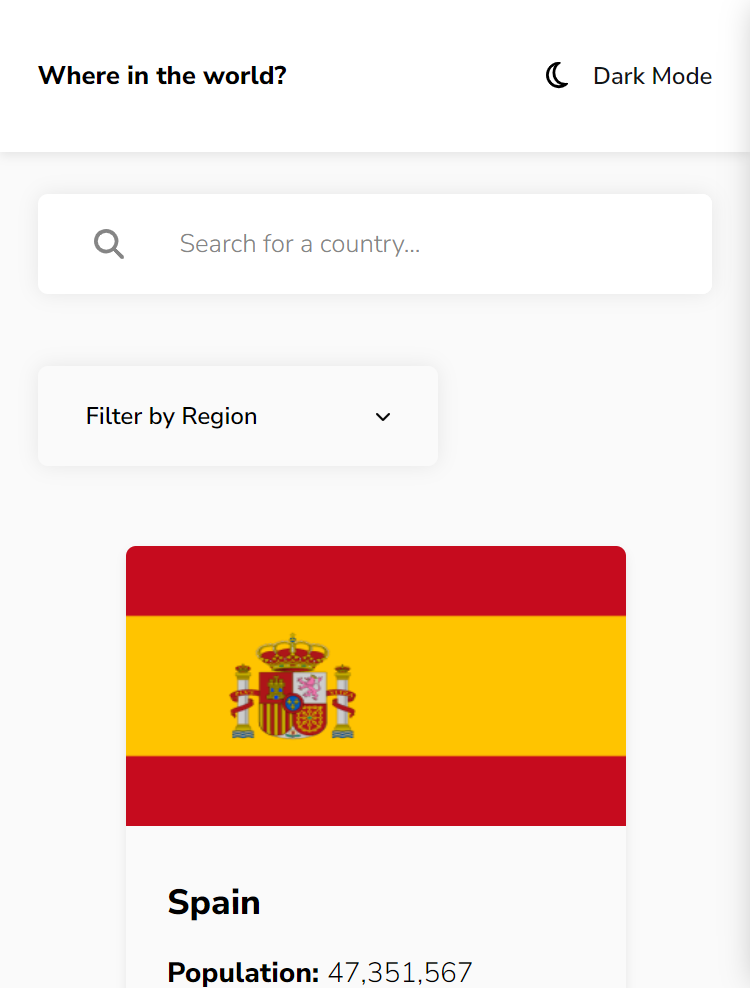 Where in the world? Dark Mode
Search for a country...
Filter by Region
Spain
Population: 47,351,567